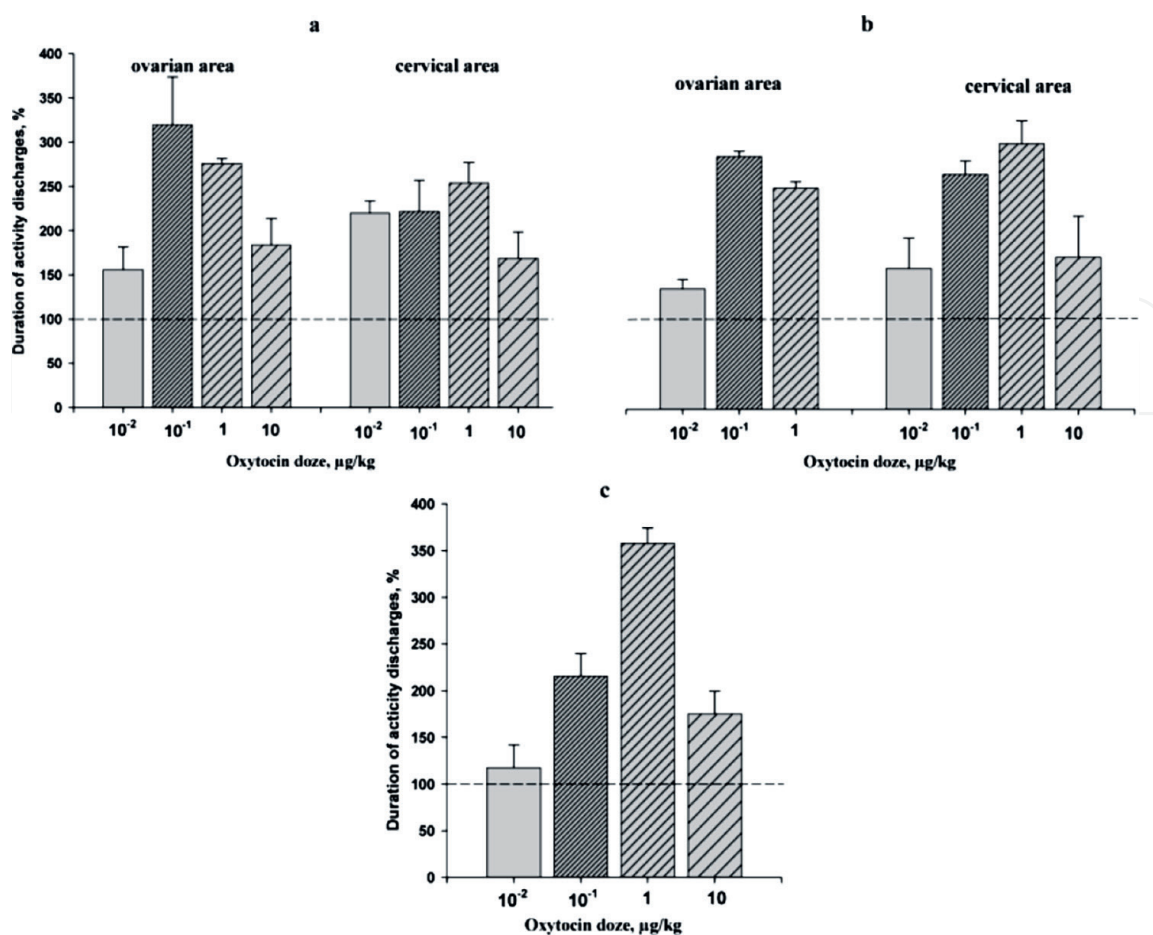 a
b
ovarian area
cervical area
ovarian area
cervical area
Duration of activity discharges, %
400
350
300
250
200
150
100
50
0
10⁻² 10⁻¹ 1 10 10⁻² 10⁻¹ 1 10
10⁻² 10⁻¹ 1 10⁻² 10⁻¹ 1 10
Oxytocin doze, µg/kg
Oxytocin doze, µg/kg
c
Duration of acticity discharges, %
400
350
300
250
200
150
100
50
0
10⁻² 10⁻¹ 1 10
Oxytocin doze, µg/kg